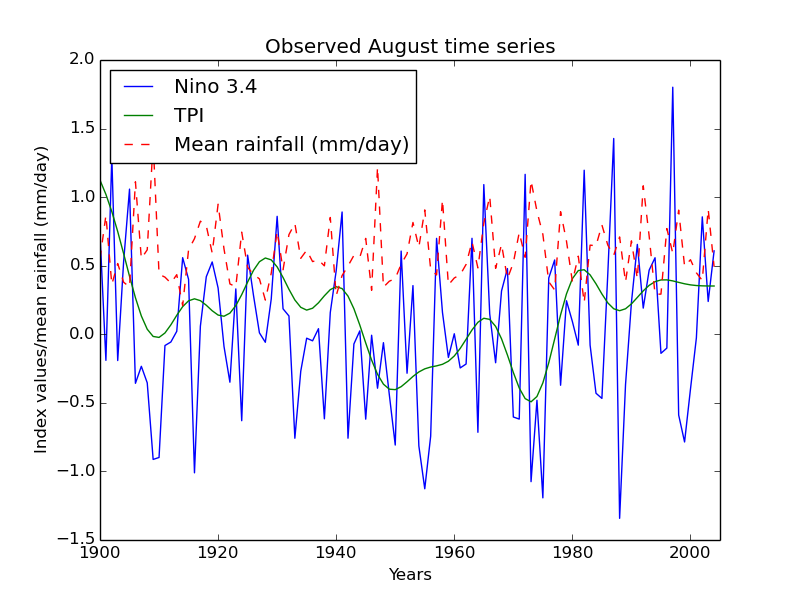 Observed August time series
2.0
1.5
1.0
0.5
0.0
−0.5
−1.0
−1.5
Index values/mean rainfall (mm/day)
Nino 3.4
TPI
Mean rainfall (mm/day)
1900 1920 1940 1960 1980 2000
Years